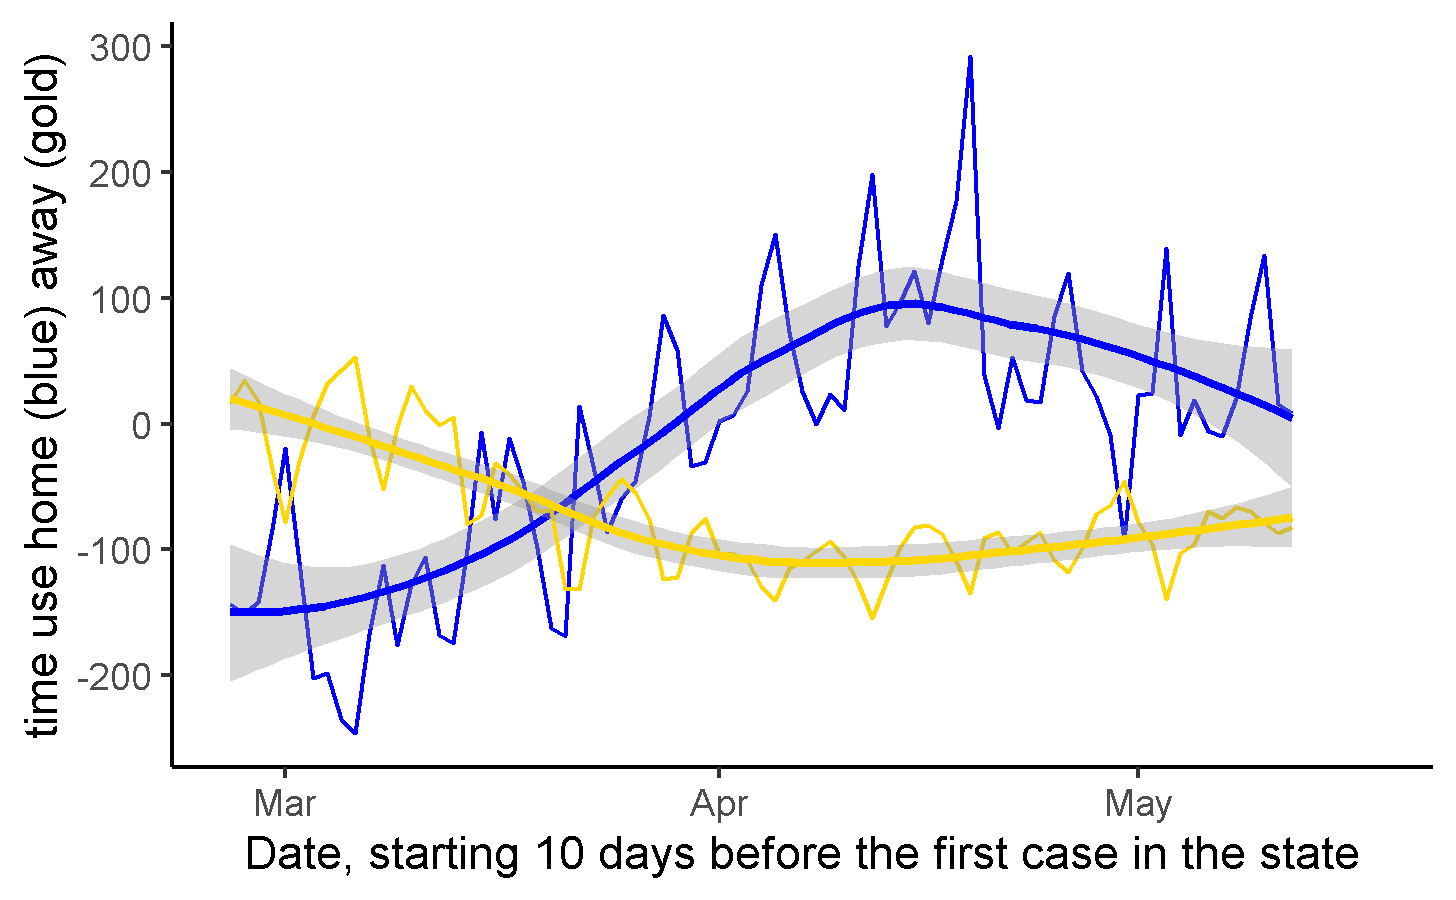 time use home (blue) away (gold)
300
200
100
0
-100
-200
Mar Apr May
Date, starting 10 days before the first case in the state